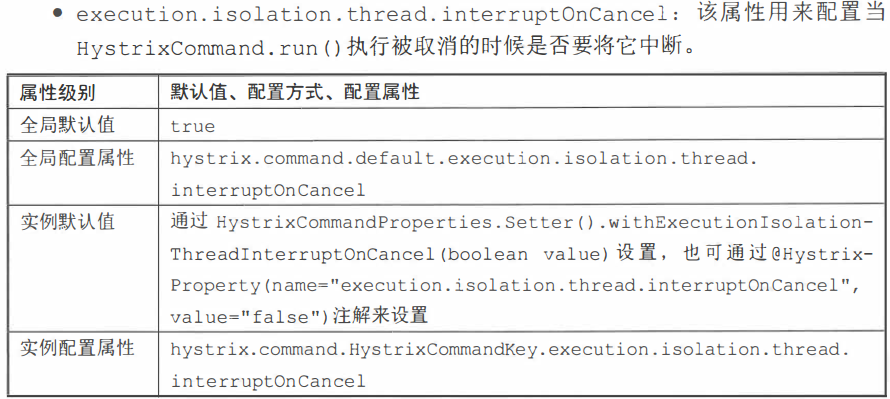 • execution.isolation.thread.interruptOnCancel：该属性用来配置当
HystrixCommand.run()执行被取消的时候是否要将它中断。
属性级别 默认值、配置方式、配置属性
全局默认值 true
全局配置属性 hystrix.command.default.execution.isolation.thread.
interruptOnCancel
实例默认值 通过 HystrixCommandProperties.Setter().withExecutionIsolation-
ThreadInterruptOnCancel(boolean value)设置，也可通过@Hystrix-
Property(name="execution.isolation.thread.interruptOnCancel",
value="false")注解来设置
实例配置属性 hystrix.command.HystrixCommandKey.execution.isolation.thread.
interruptOnCancel